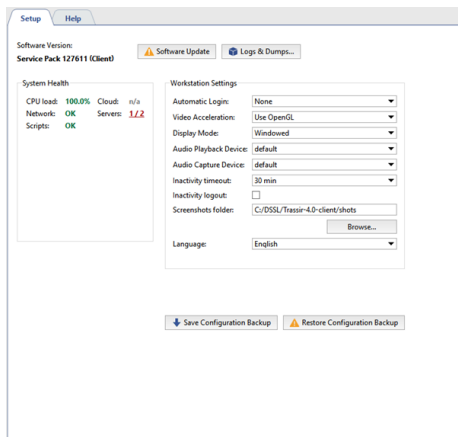 Setup Help
Software Version:
Service Pack 127611 (Client)
Software Update
Logs & Dumps...
System Health
CPU load: 100.0% Cloud: n/a
Network: OK Servers: 1 / 2
Scripts: OK
Workstation Settings
Automatic Login: None
Video Acceleration: Use OpenGL
Display Mode: Windowed
Audio Playback Device: default
Audio Capture Device: default
Inactivity timeout: 30 min
Inactivity logout:
Screenshots folder: C:/DSSL/Trassir-4.0-client/shots
Browse...
Language: English
Save Configuration Backup
Restore Configuration Backup